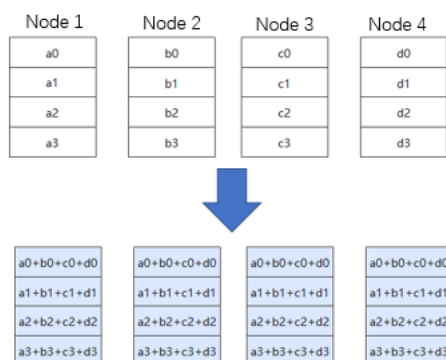 Node 1 Node 2 Node 3 Node 4
a0 b0 c0 d0
a1 b1 c1 d1
a2 b2 c2 d2
a3 b3 c3 d3
a0+b0+c0+d0 a0+b0+c0+d0 a0+b0+c0+d0 a0+b0+c0+d0
a1+b1+c1+d1 a1+b1+c1+d1 a1+b1+c1+d1 a1+b1+c1+d1
a2+b2+c2+d2 a2+b2+c2+d2 a2+b2+c2+d2 a2+b2+c2+d2
a3+b3+c3+d3 a3+b3+c3+d3 a3+b3+c3+d3 a3+b3+c3+d3